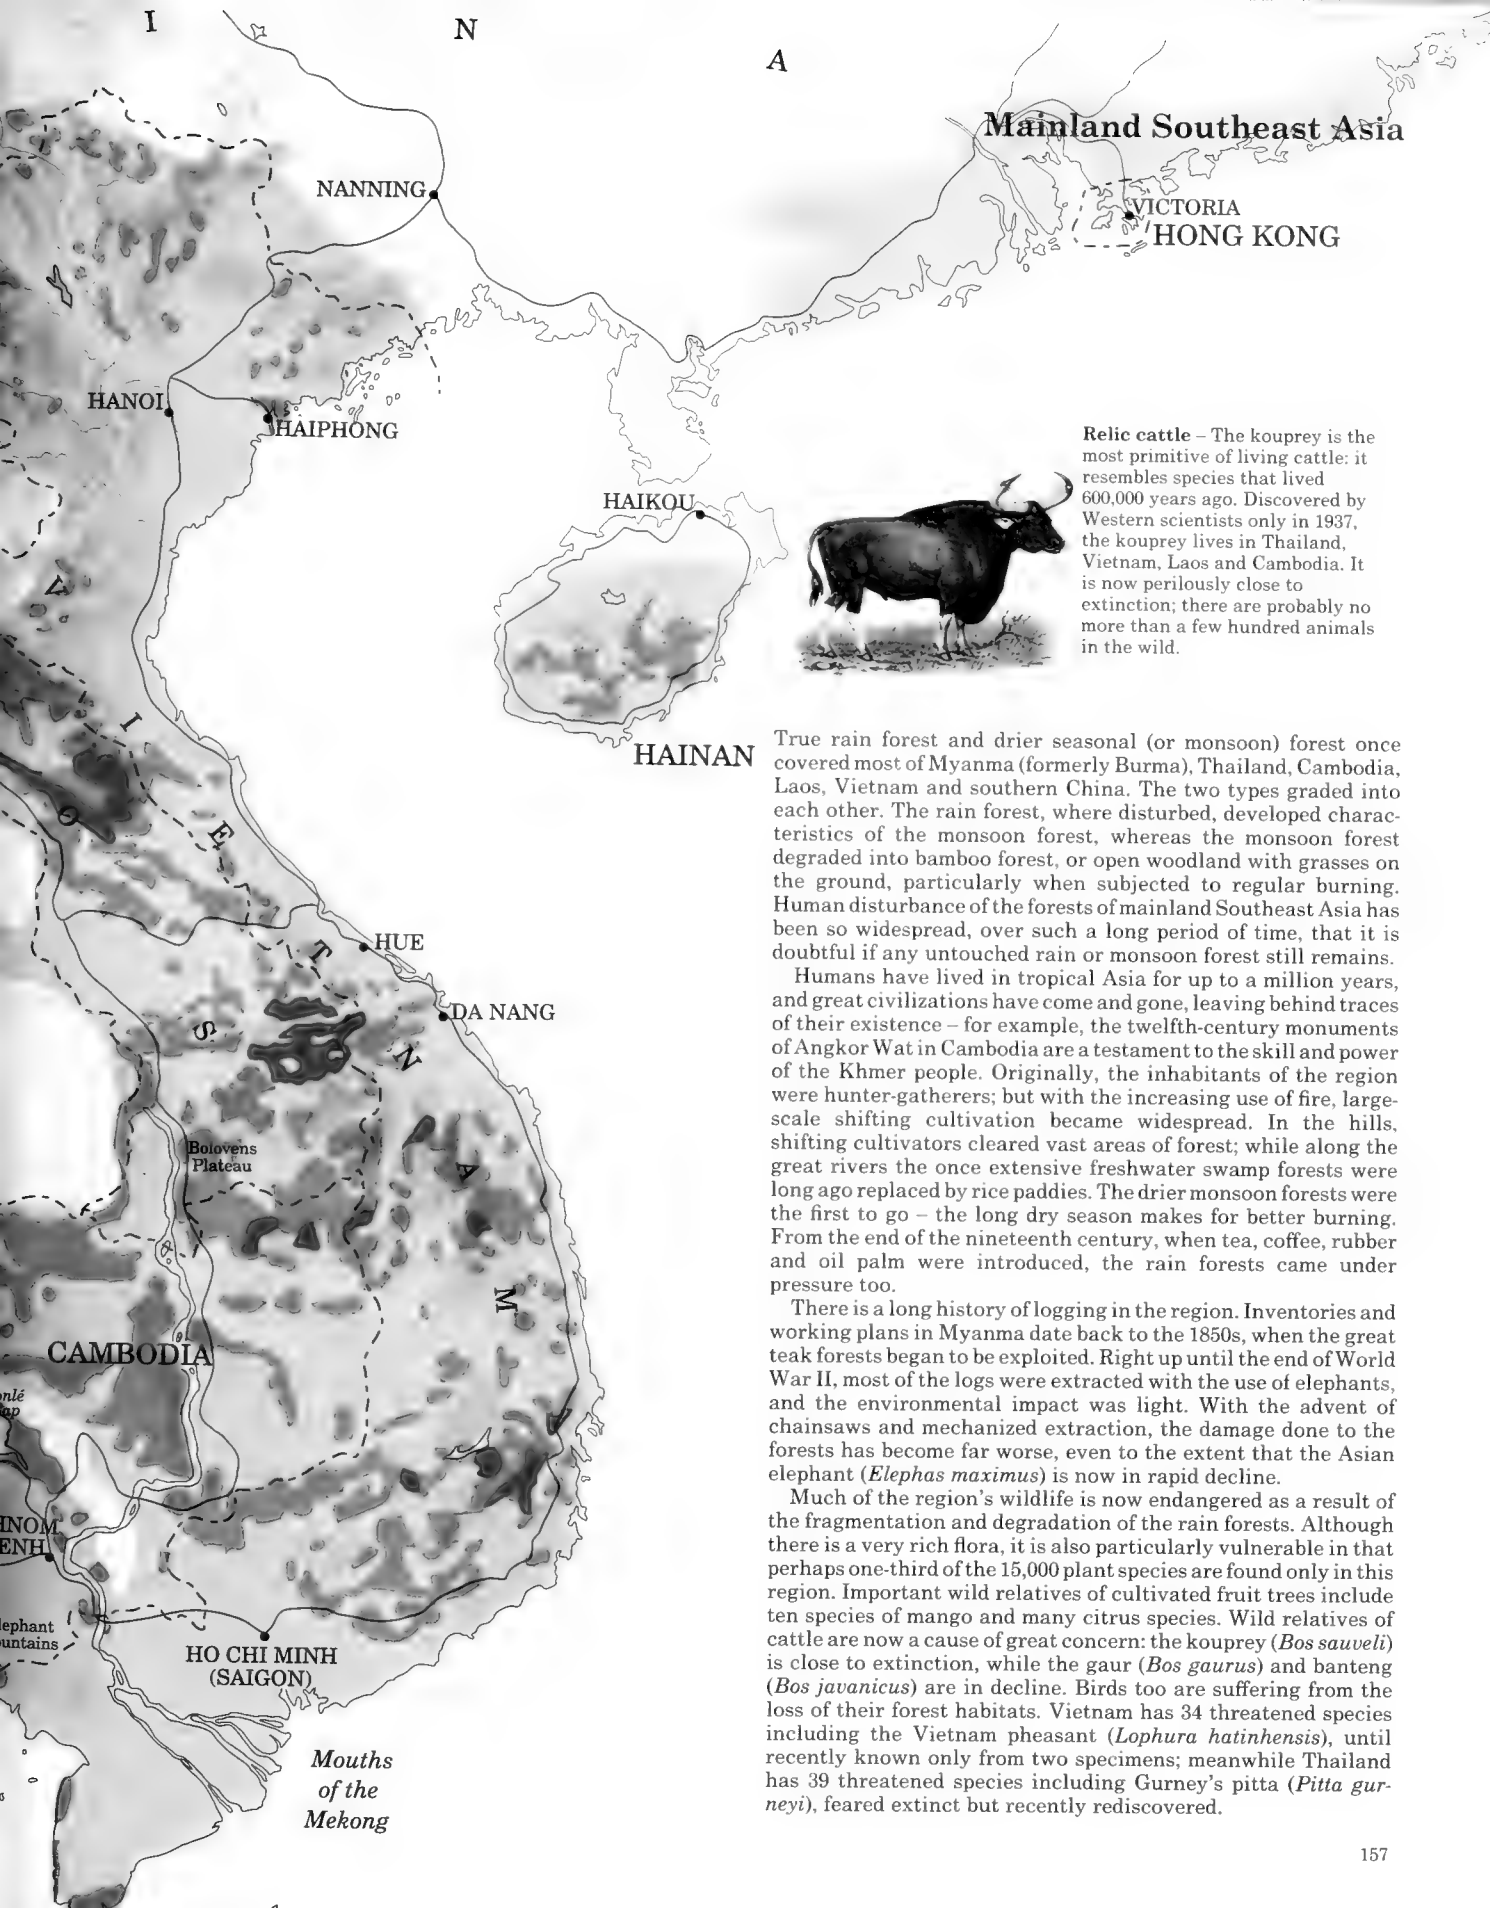 I N A
Mainland Southeast Asia
NANNING
VICTORIA
HONG KONG
HANOI
HAIPHONG
HAIKOU
HAINAN
Relic cattle – The kouprey is the
most primitive of living cattle: it
resembles species that lived
600,000 years ago. Discovered by
Western scientists only in 1937,
the kouprey lives in Thailand,
Vietnam, Laos and Cambodia. It
is now perilously close to
extinction; there are probably no
more than a few hundred animals
in the wild.
V
I
E
T
N
A
M
O
S
HUE
DA NANG
Bolovens
Plateau
CAMBODIA
HO CHI MINH
(SAIGON)
Mouths
of the
Mekong
True rain forest and drier seasonal (or monsoon) forest once
covered most of Myanma (formerly Burma), Thailand, Cambodia,
Laos, Vietnam and southern China. The two types graded into
each other. The rain forest, where disturbed, developed charac-
teristics of the monsoon forest, whereas the monsoon forest
degraded into bamboo forest, or open woodland with grasses on
the ground, particularly when subjected to regular burning.
Human disturbance of the forests of mainland Southeast Asia has
been so widespread, over such a long period of time, that it is
doubtful if any untouched rain or monsoon forest still remains.
Humans have lived in tropical Asia for up to a million years,
and great civilizations have come and gone, leaving behind traces
of their existence – for example, the twelfth-century monuments
of Angkor Wat in Cambodia are a testament to the skill and power
of the Khmer people. Originally, the inhabitants of the region
were hunter-gatherers; but with the increasing use of fire, large-
scale shifting cultivation became widespread. In the hills,
shifting cultivators cleared vast areas of forest; while along the
great rivers the once extensive freshwater swamp forests were
long ago replaced by rice paddies. The drier monsoon forests were
the first to go – the long dry season makes for better burning.
From the end of the nineteenth century, when tea, coffee, rubber
and oil palm were introduced, the rain forests came under
pressure too.
There is a long history of logging in the region. Inventories and
working plans in Myanma date back to the 1850s, when the great
teak forests began to be exploited. Right up until the end of World
War II, most of the logs were extracted with the use of elephants,
and the environmental impact was light. With the advent of
chainsaws and mechanized extraction, the damage done to the
forests has become far worse, even to the extent that the Asian
elephant (Elephas maximus) is now in rapid decline.
Much of the region's wildlife is now endangered as a result of
the fragmentation and degradation of the rain forests. Although
there is a very rich flora, it is also particularly vulnerable in that
perhaps one-third of the 15,000 plant species are found only in this
region. Important wild relatives of cultivated fruit trees include
ten species of mango and many citrus species. Wild relatives of
cattle are now a cause of great concern: the kouprey (Bos sauveli)
is close to extinction, while the gaur (Bos gaurus) and banteng
(Bos javanicus) are in decline. Birds too are suffering from the
loss of their forest habitats. Vietnam has 34 threatened species
including the Vietnam pheasant (Lophura hatinhensis), until
recently known only from two specimens; meanwhile Thailand
has 39 threatened species including Gurney's pitta (Pitta gur-
neyi), feared extinct but recently rediscovered.
157